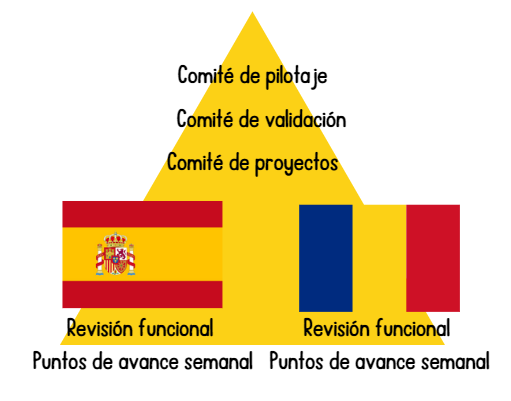 Comité de pilotaje
Comité de validación
Comité de proyectos
Revisión funcional
Puntos de avance semanal
Revisión funcional
Puntos de avance semanal